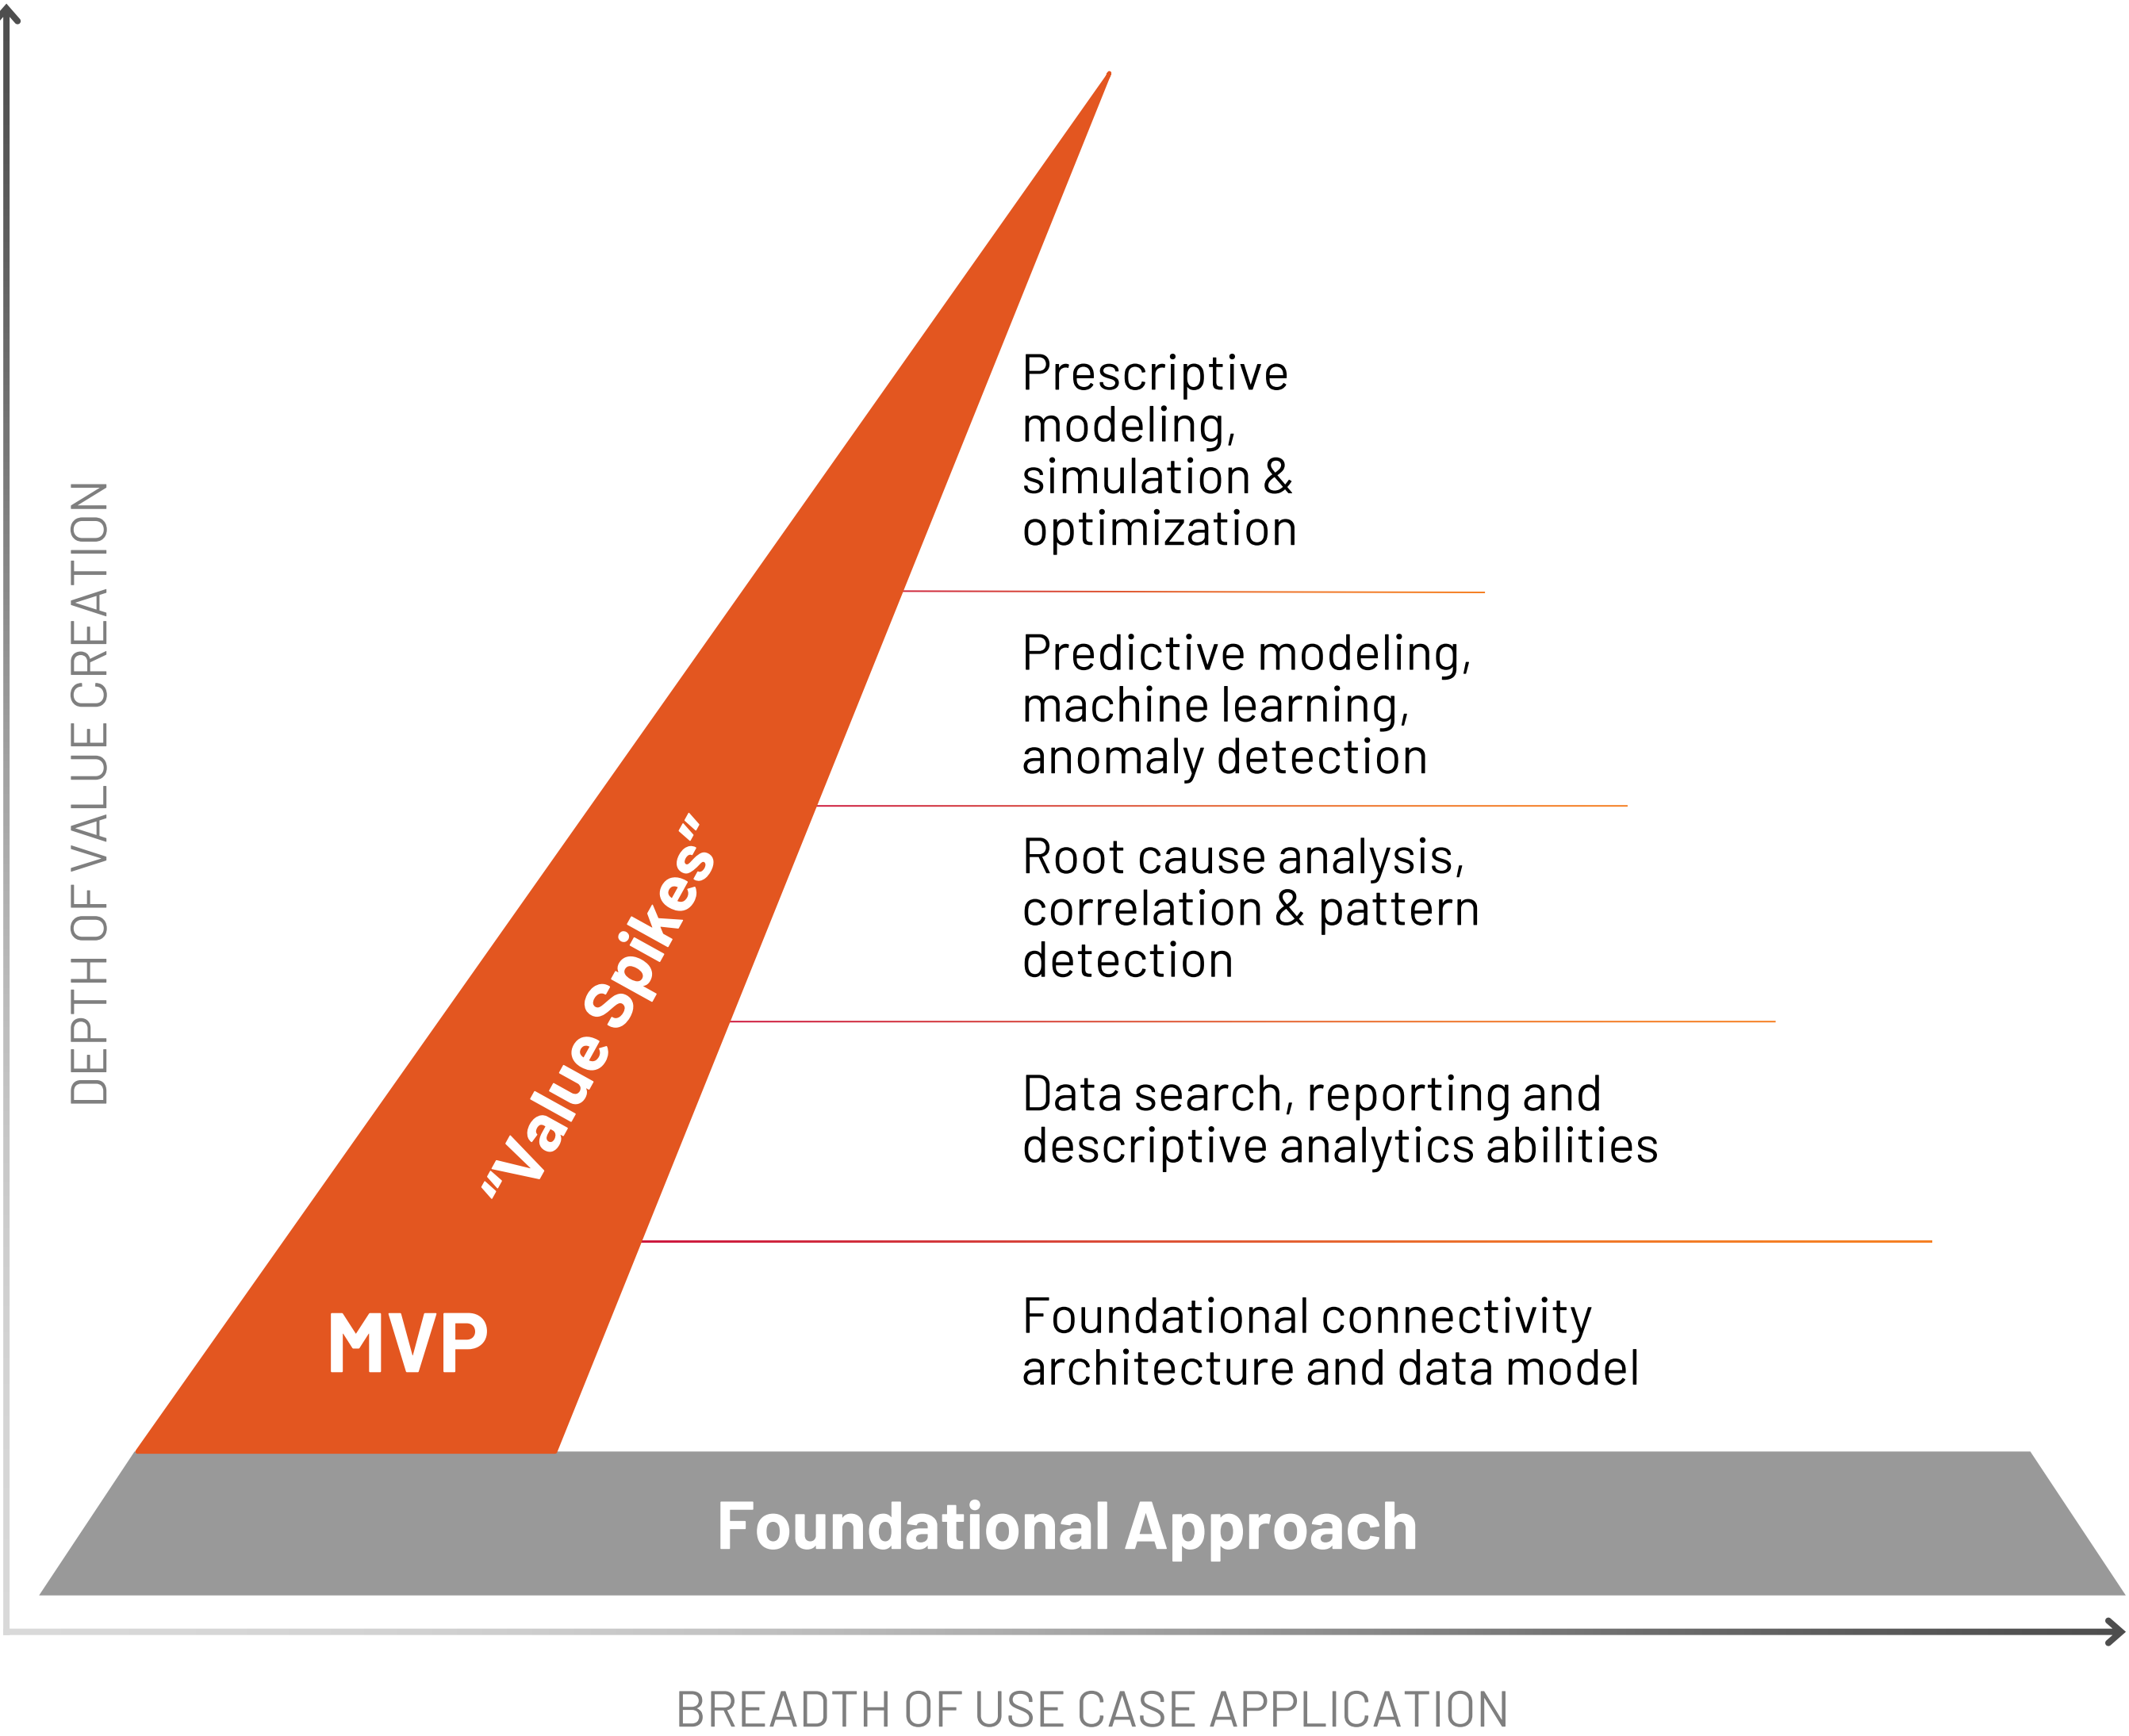 DEPTH OF VALUE CREATION
Prescriptive
modeling,
simulation &
optimization
Predictive modeling,
machine learning,
anomaly detection
Root cause analysis,
correlation & pattern
detection
Data search, reporting and
descriptive analytics abilities
Foundational connectivity
architecture and data model
"Value Spikes"
MVP
Foundational Approach
BREADTH OF USE CASE APPLICATION